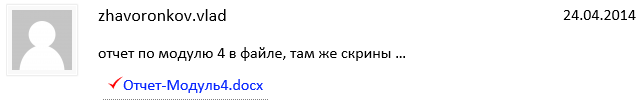 zhavoronkov.vlad 24.04.2014
отчет по модулю 4 в файле, там же скрины ...
Отчет-Модуль4.docx